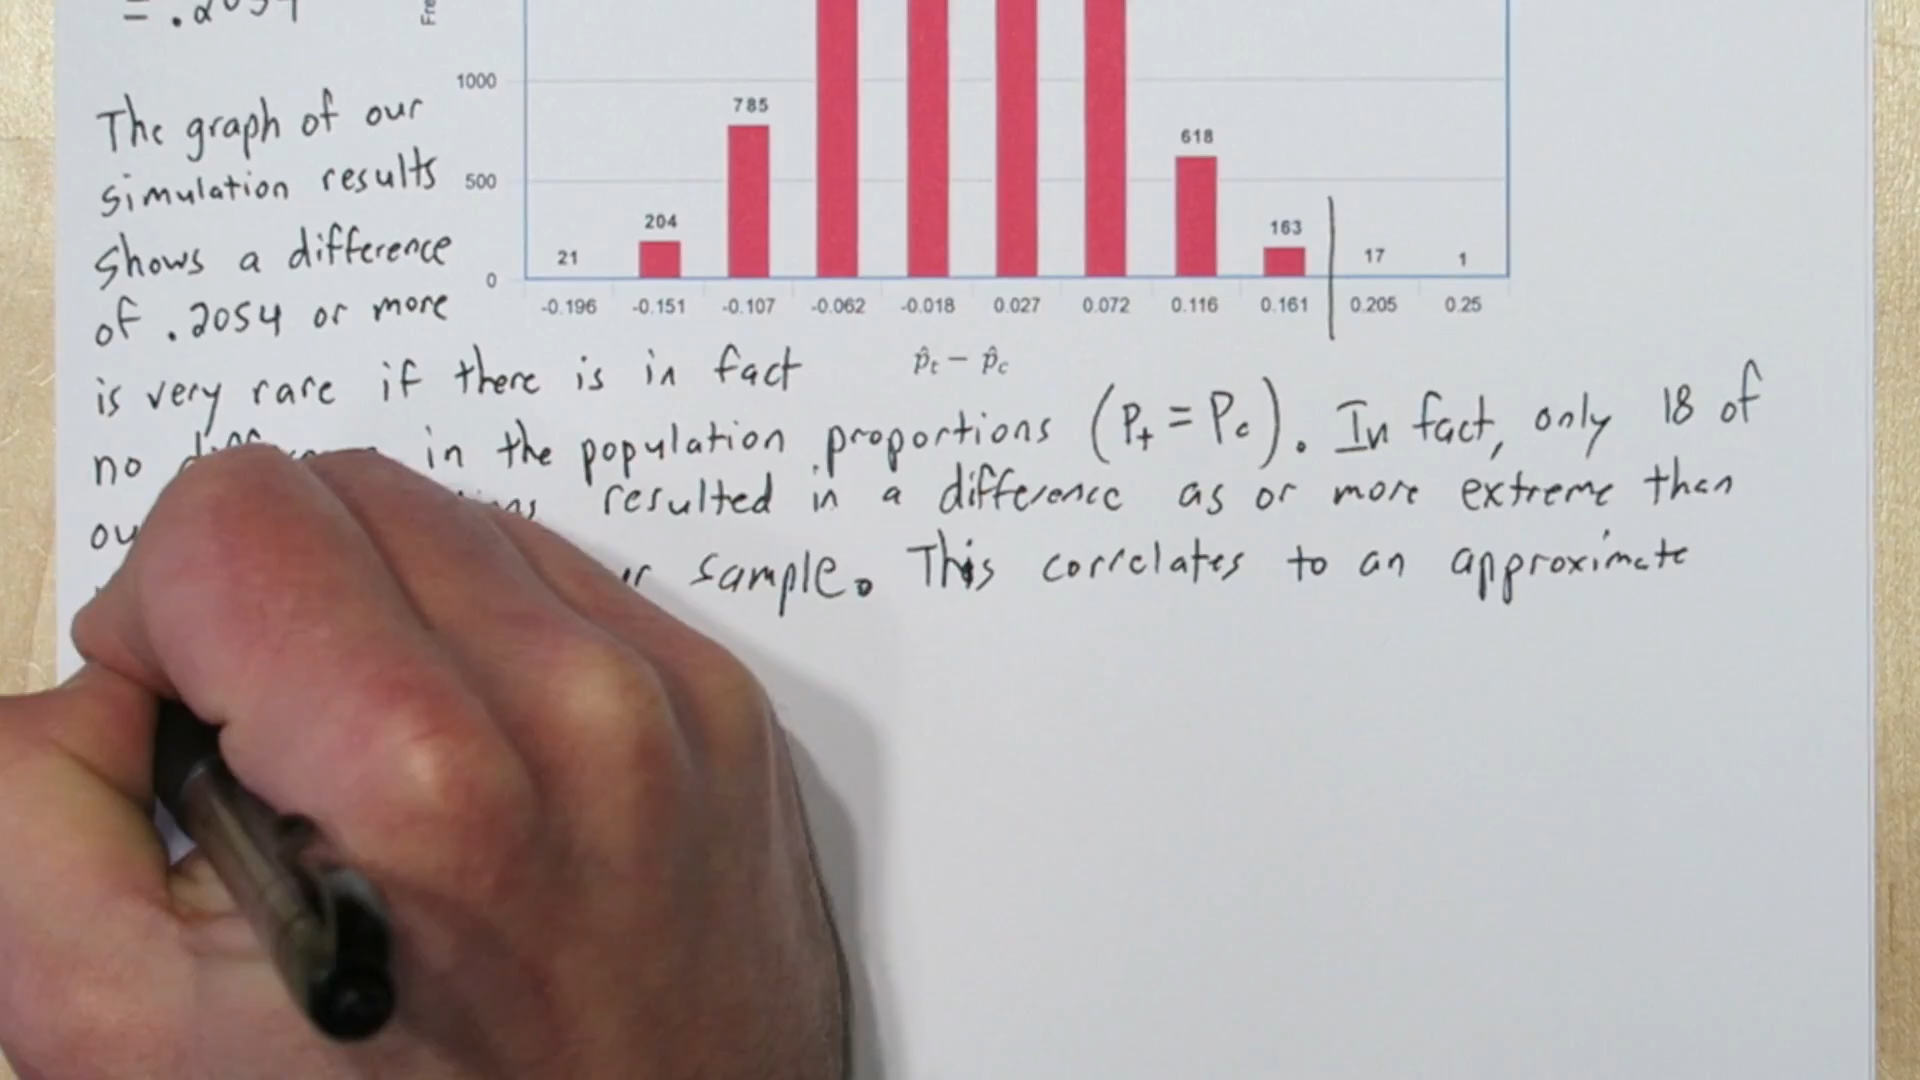 = .2054
Fre
1000
785
618
The graph of our
simulation results
500
204
163
shows a difference
21
17
1
0
of .2054 or more
-0.196 -0.151 -0.107 -0.062 -0.018 0.027 0.072 0.116 0.161 0.205 0.25
p̂t − p̂c
is very rare if there is in fact
no in the population proportions (Pt = Pc). In fact, only 18 of
resulted in a difference as or more extreme than
sample. This correlates to an approximate